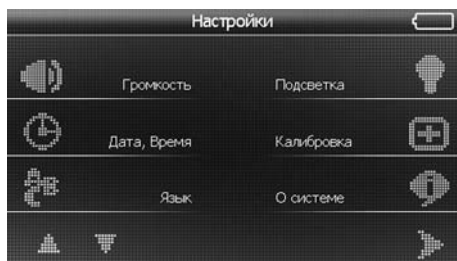 Настройки
Громкость
Подсветка
Дата, Время
Калибровка
Язык
О системе